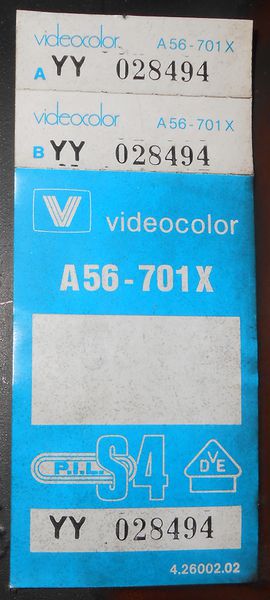 videocolor A56-701X
A YY 028494
videocolor A56-701X
B YY 028494
V videocolor
A56-701X
P.I.L. S4 VDE
YY 028494
4.26002.02